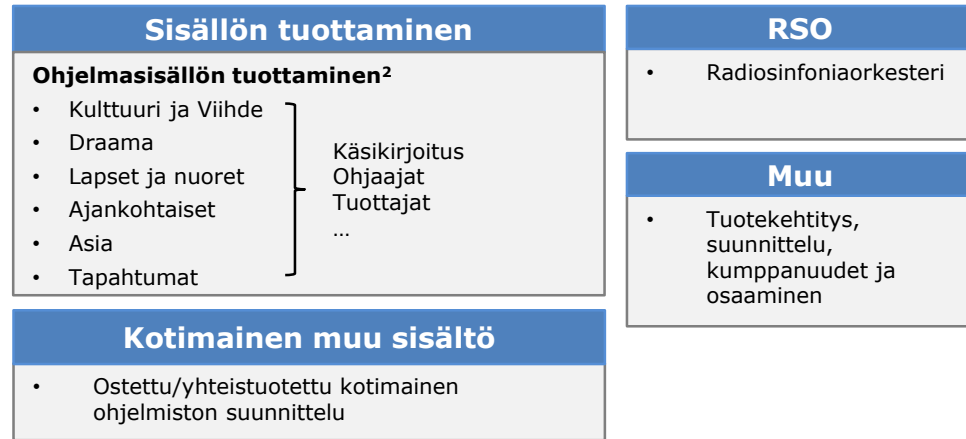 Sisällön tuottaminen
Ohjelmasisällön tuottaminen²
• Kulttuuri ja Viihde
• Draama
• Lapset ja nuoret
• Ajankohtaiset
• Asia
• Tapahtumat
Käsikirjoitus
Ohjaajat
Tuottajat
…
Kotimainen muu sisältö
• Ostettu/yhteistuotettu kotimainen
ohjelmiston suunnittelu
RSO
• Radiosinfoniaorkesteri
Muu
• Tuotekehtitys,
suunnittelu,
kumppanuudet ja
osaaminen